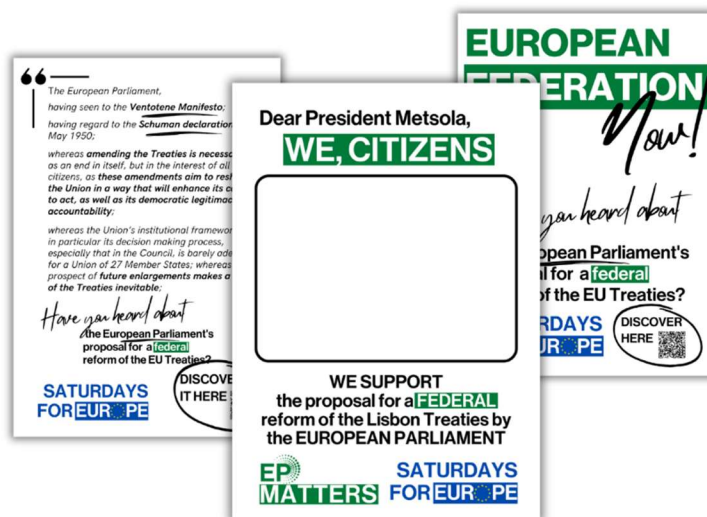 The European Parliament,
having seen to the Ventotene Manifesto;
having regard to the Schuman declaration
May 1950;
whereas amending the Treaties is
as an end in itself, but in the interest of all
citizens, as these amendments aim to
the Union in a way that will enhance its
to act, as well as its democratic
accountability;
whereas the Union's institutional
in particular its decision making process,
especially that in the Council, is barely
for a Union of 27 Member States; whereas
prospect of future enlargements makes a
of the Treaties inevitable;
Have you heard about
the European Parliament's
proposal for a federal
reform of the EU Treaties?
DISCOVE
IT HERE
SATURDAYS
FOR EUROPE
Dear President Metsola,
WE, CITIZENS
WE SUPPORT
the proposal for a FEDERAL
reform of the Lisbon Treaties by
the EUROPEAN PARLIAMENT
EP
MATTERS
SATURDAYS
FOR EUROPE
EUROPEAN
FEDERATION
Now!
you heard about
opean Parliament's
al for a federal
of the EU Treaties?
RDAYS
UROPE
DISCOVER
HERE